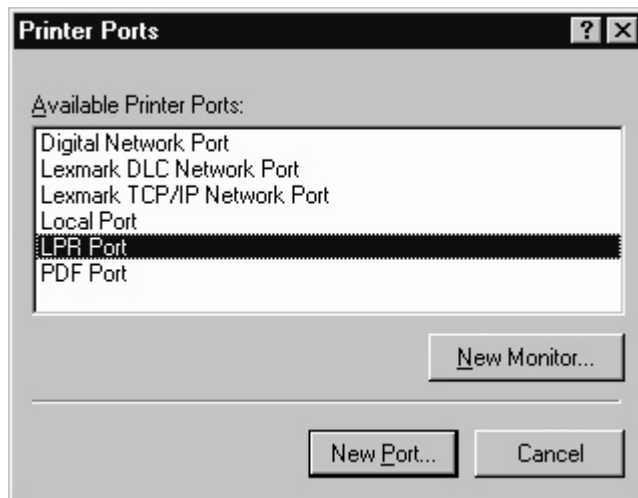 Printer Ports
Available Printer Ports:
Digital Network Port
Lexmark DLC Network Port
Lexmark TCP/IP Network Port
Local Port
LPR Port
PDF Port
New Monitor...
New Port...
Cancel